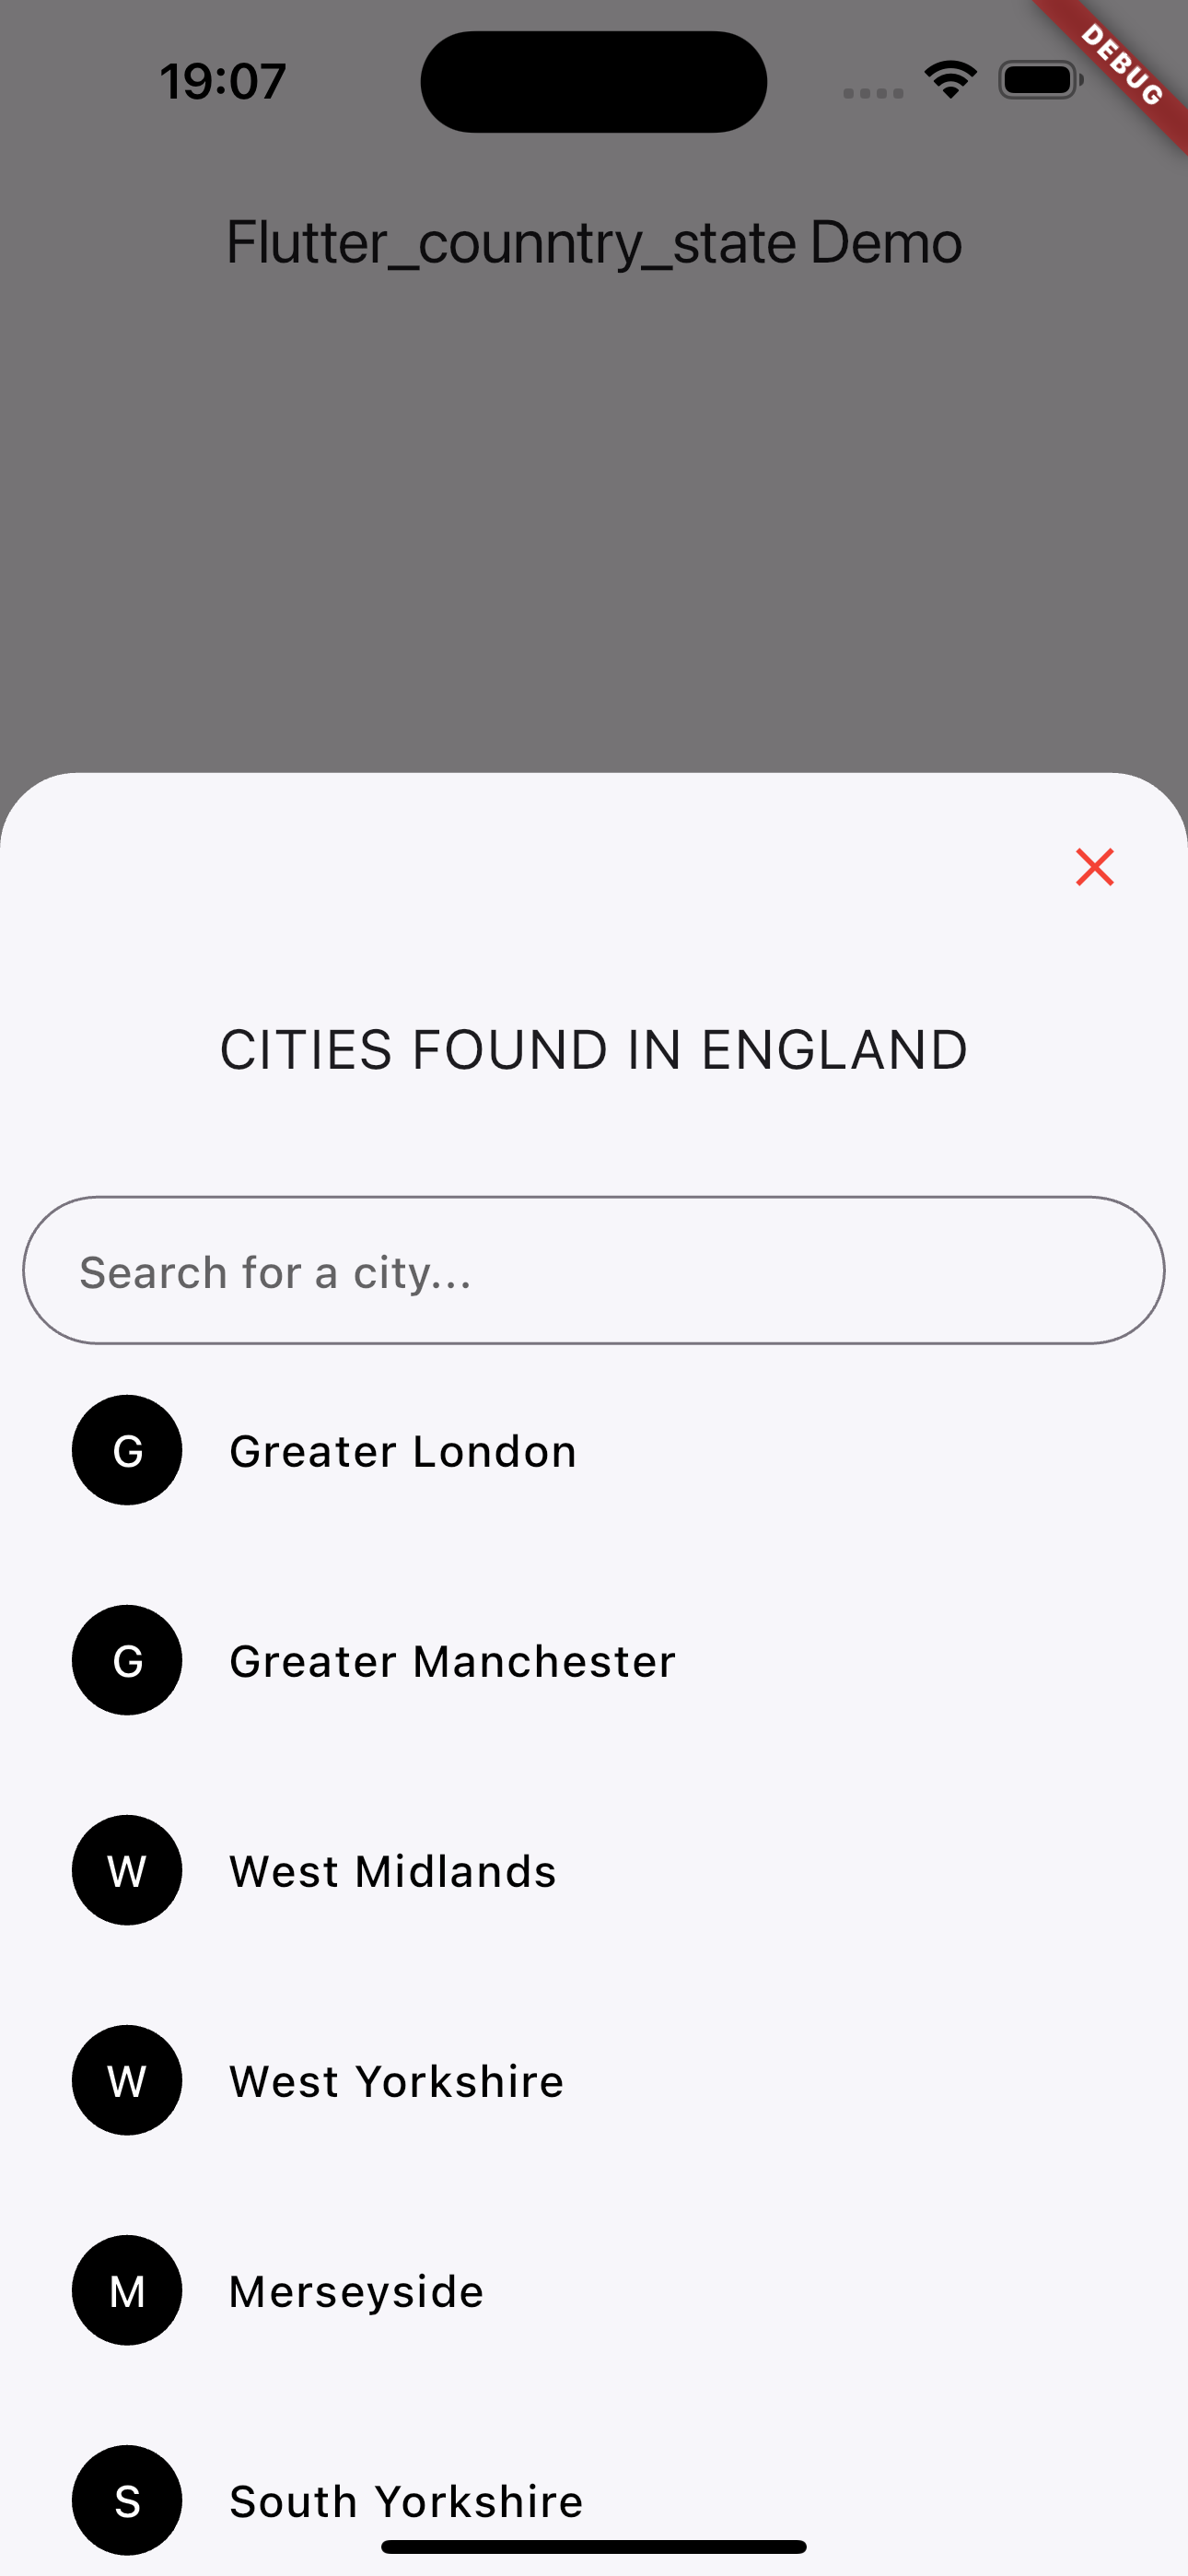 19:07
DEBUG
Flutter_counntry_state Demo
CITIES FOUND IN ENGLAND
Search for a city...
G Greater London
G Greater Manchester
W West Midlands
W West Yorkshire
M Merseyside
S South Yorkshire